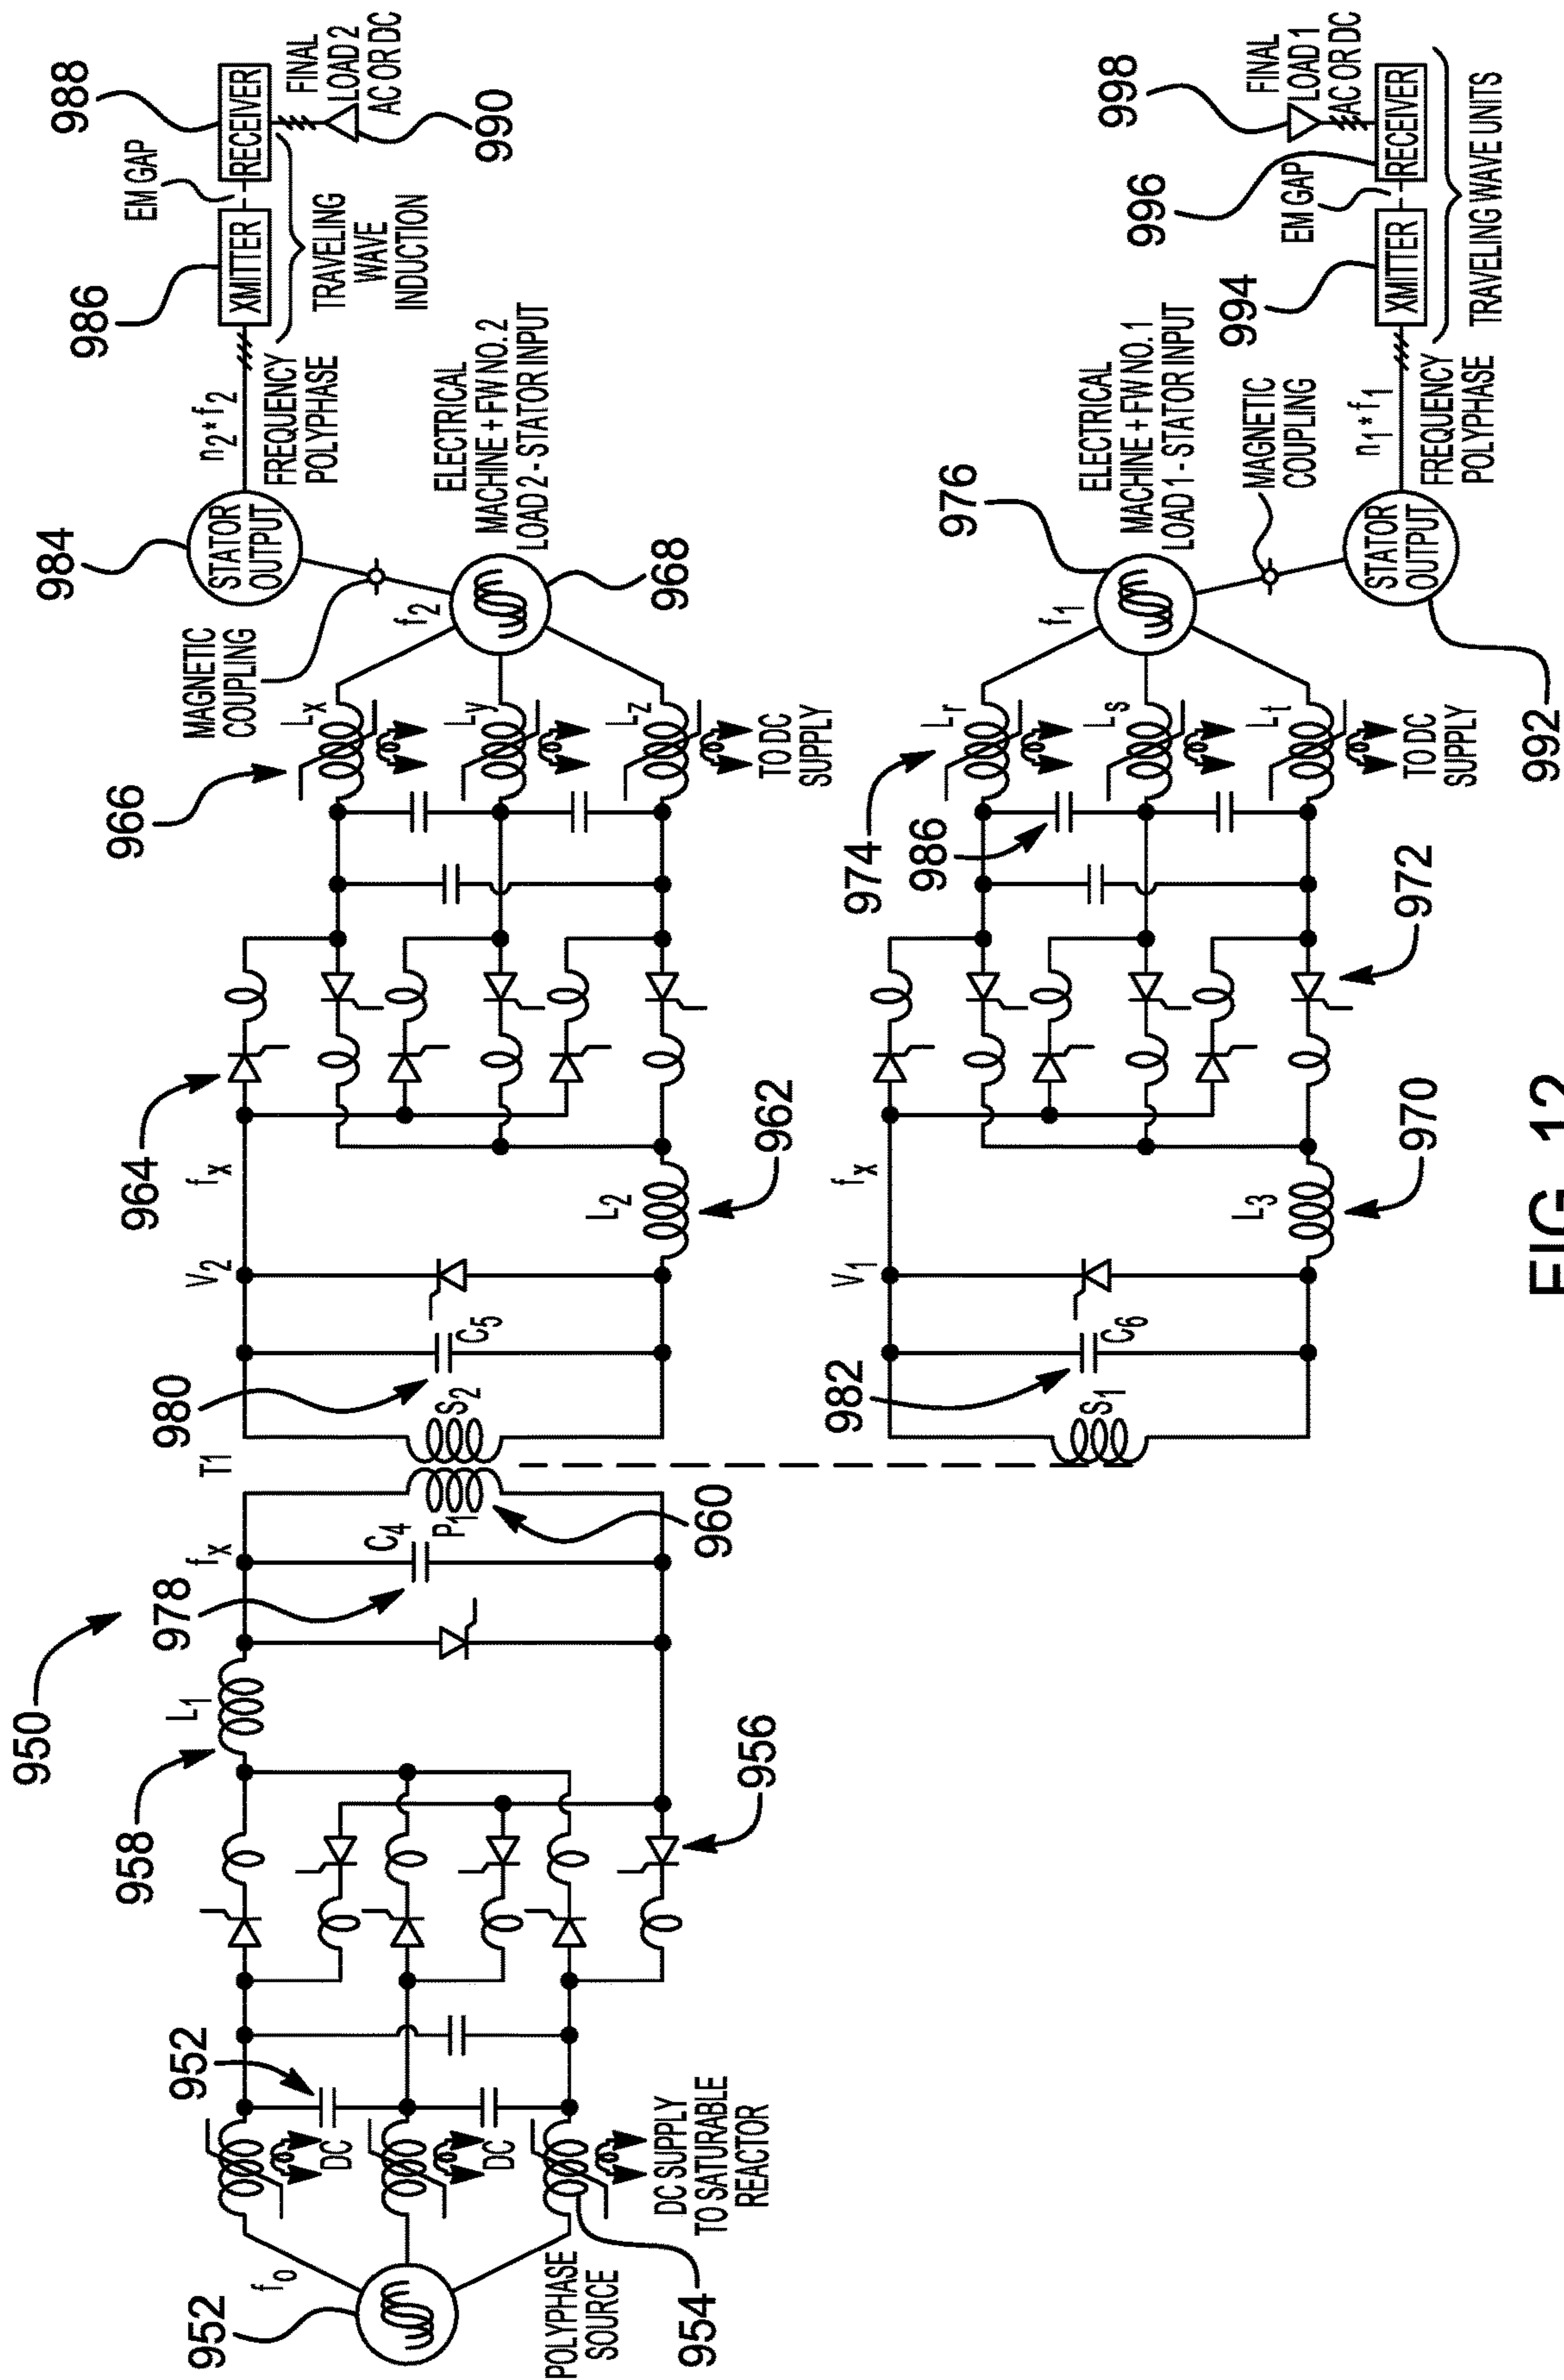 950
952
f0
POLYPHASE
SOURCE
954
952
DC
DC
DC SUPPLY
TO SATURABLE
REACTOR
958
L1
956
978
fx
C4
P1
960
T1
980
S2
C5
V2
fx
L2
962
964
966
Lx
Ly
Lz
TO DC
SUPPLY
MAGNETIC
COUPLING
f2
968
ELECTRICAL
MACHINE + FW NO. 2
LOAD 2 - STATOR INPUT
984
STATOR
OUTPUT
n2* f2
FREQUENCY
POLYPHASE
986
XMITTER
EM GAP
988
RECEIVER
TRAVELING
WAVE
INDUCTION
FINAL
LOAD 2
AC OR DC
990
982
S1
C6
V1
fx
L3
970
972
974
986
Lr
Ls
Lt
TO DC
SUPPLY
f1
976
ELECTRICAL
MACHINE + FW NO. 1
LOAD 1 - STATOR INPUT
MAGNETIC
COUPLING
STATOR
OUTPUT
992
n1* f1
FREQUENCY
POLYPHASE
994
XMITTER
EM GAP
996
RECEIVER
998
FINAL
LOAD 1
AC OR DC
TRAVELING WAVE UNITS
FIG. 12